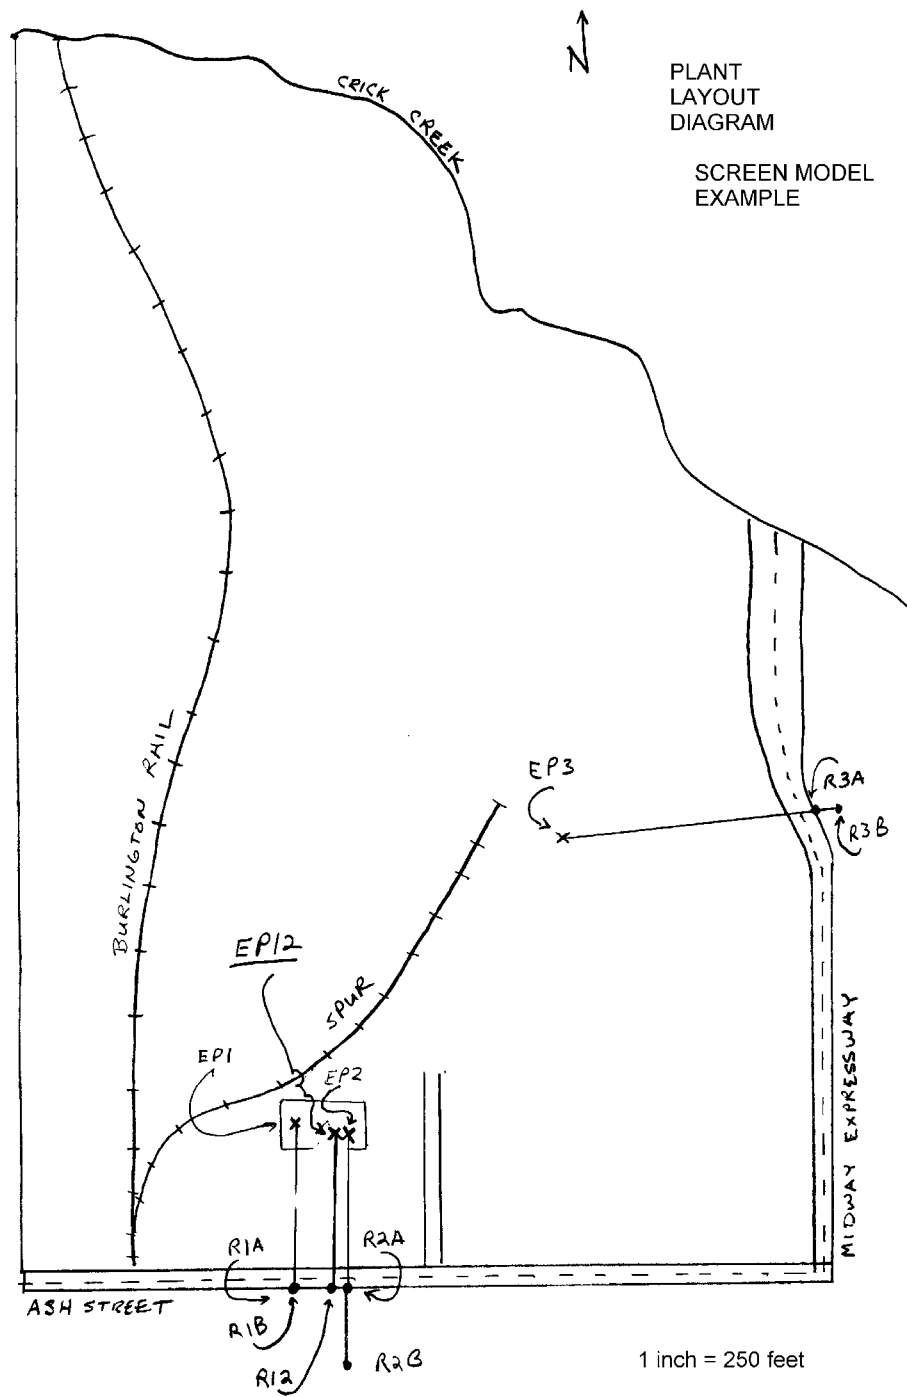 N
PLANT
LAYOUT
DIAGRAM
SCREEN MODEL
EXAMPLE
CRICK
CREEK
BURLINGTON RAIL
EP3
R3A
R3B
EP12
SPUR
EP1
EP2
MIDWAY EXPRESSWAY
R1A
R2A
ASH STREET
R1B
R12
R2B
1 inch = 250 feet